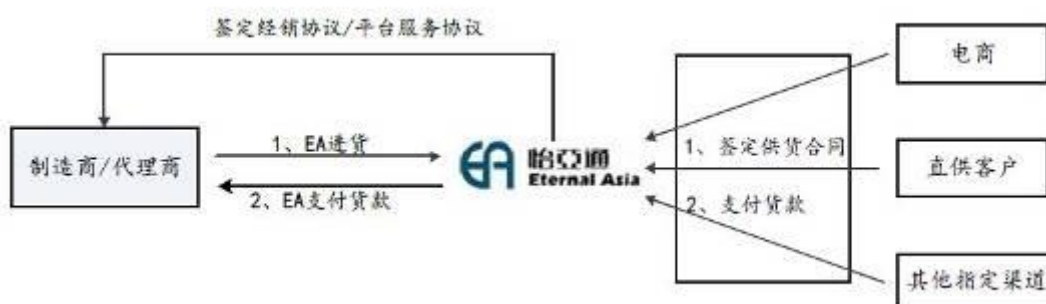 签定经销协议/平台服务协议
电商
制造商/代理商
1、EA进货
2、EA支付货款
EA 怡亞通
Eternal Asia
1、签定供货合同
2、支付货款
直供客户
其他指定渠道